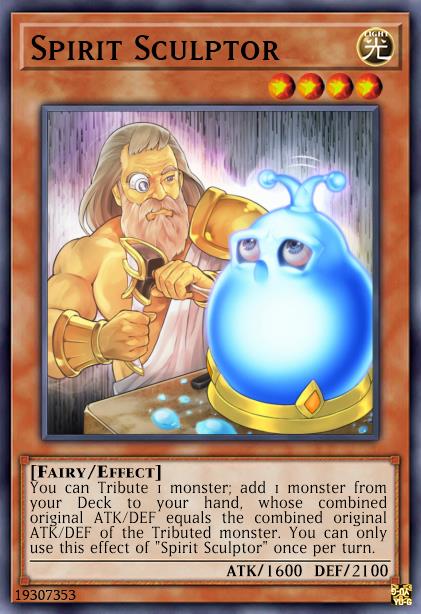 Spirit Sculptor
LIGHT
光
[Fairy/Effect]
You can Tribute 1 monster; add 1 monster from
your Deck to your hand, whose combined
original ATK/DEF equals the combined original
ATK/DEF of the Tributed monster. You can only
use this effect of "Spirit Sculptor" once per turn.
ATK/1600 DEF/2100
19307353